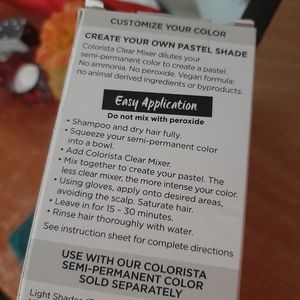 CUSTOMIZE YOUR COLOR
CREATE YOUR OWN PASTEL SHADE
Colorista Clear Mixer dilutes your
semi-permanent color to create a pastel.
No ammonia. No peroxide. Vegan formula:
no animal derived ingredients or byproducts.
Easy Application
Do not mix with peroxide
• Shampoo and dry hair fully.
• Squeeze your semi-permanent color
into a bowl.
• Add Colorista Clear Mixer.
• Mix together to create your pastel. The
less clear mixer, the more intense your color.
• Using gloves, apply onto desired areas,
avoiding the scalp. Saturate hair.
• Leave in for 15 – 30 minutes.
• Rinse hair thoroughly with water.
See instruction sheet for complete directions
USE WITH OUR COLORISTA
SEMI-PERMANENT COLOR
SOLD SEPARATELY
Light Shades